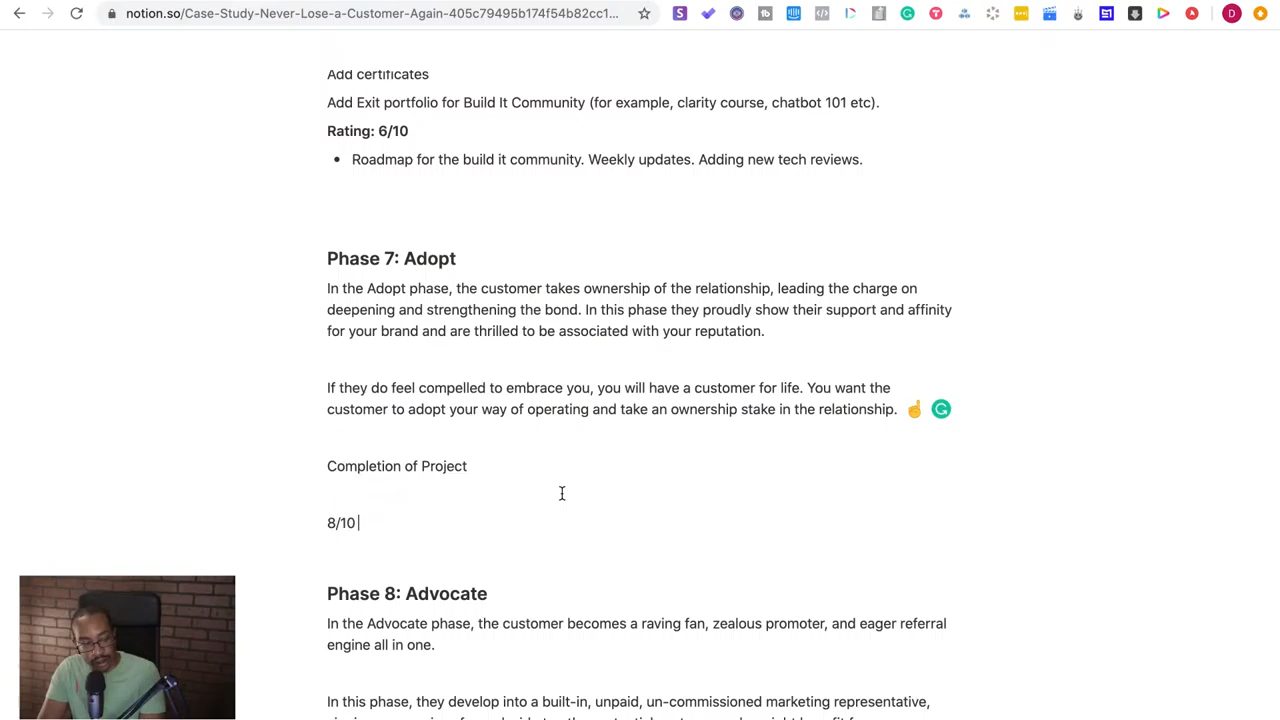 notion.so/Case-Study-Never-Lose-a-Customer-Again-405c79495b174f54b82cc1...
Add certificates
Add Exit portfolio for Build It Community (for example, clarity course, chatbot 101 etc).
Rating: 6/10
• Roadmap for the build it community. Weekly updates. Adding new tech reviews.
Phase 7: Adopt
In the Adopt phase, the customer takes ownership of the relationship, leading the charge on
deepening and strengthening the bond. In this phase they proudly show their support and affinity
for your brand and are thrilled to be associated with your reputation.
If they do feel compelled to embrace you, you will have a customer for life. You want the
customer to adopt your way of operating and take an ownership stake in the relationship.
Completion of Project
8/10
Phase 8: Advocate
In the Advocate phase, the customer becomes a raving fan, zealous promoter, and eager referral
engine all in one.
In this phase, they develop into a built-in, unpaid, un-commissioned marketing representative,